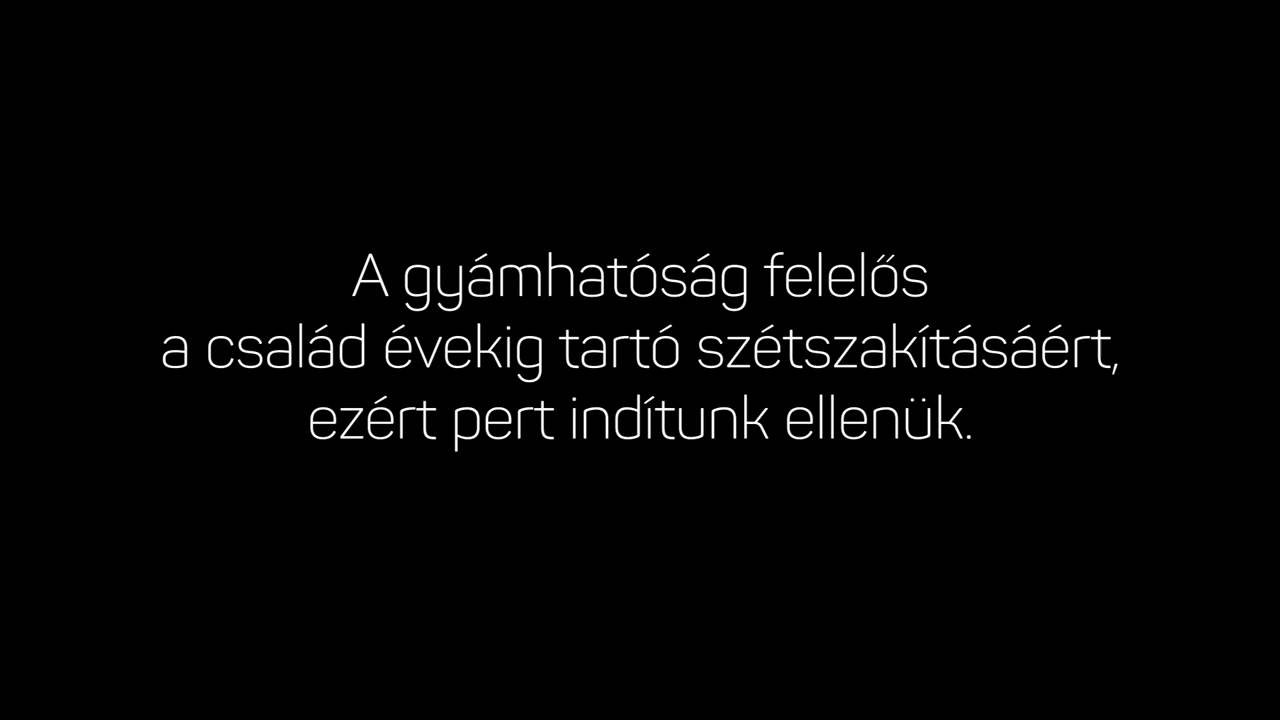 A gyámhatóság felelős
a család évekig tartó szétszakításáért,
ezért pert indítunk ellenük.